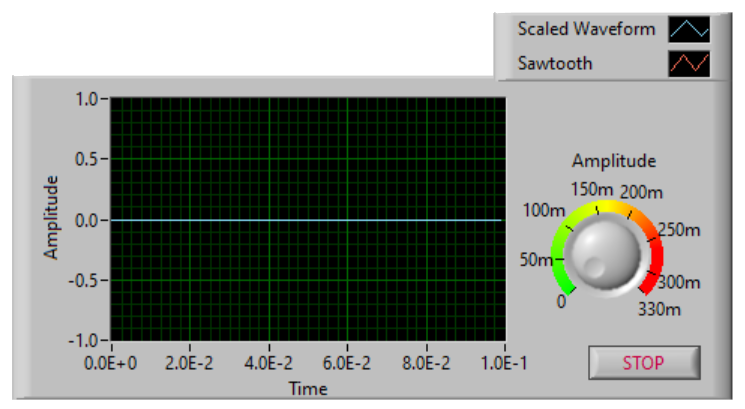 Scaled Waveform
Sawtooth
1.0
0.5
0.0
-0.5
-1.0
Amplitude
0.0E+0 2.0E-2 4.0E-2 6.0E-2 8.0E-2 1.0E-1
Time
Amplitude
150m 200m
100m 250m
50m 300m
0 330m
STOP